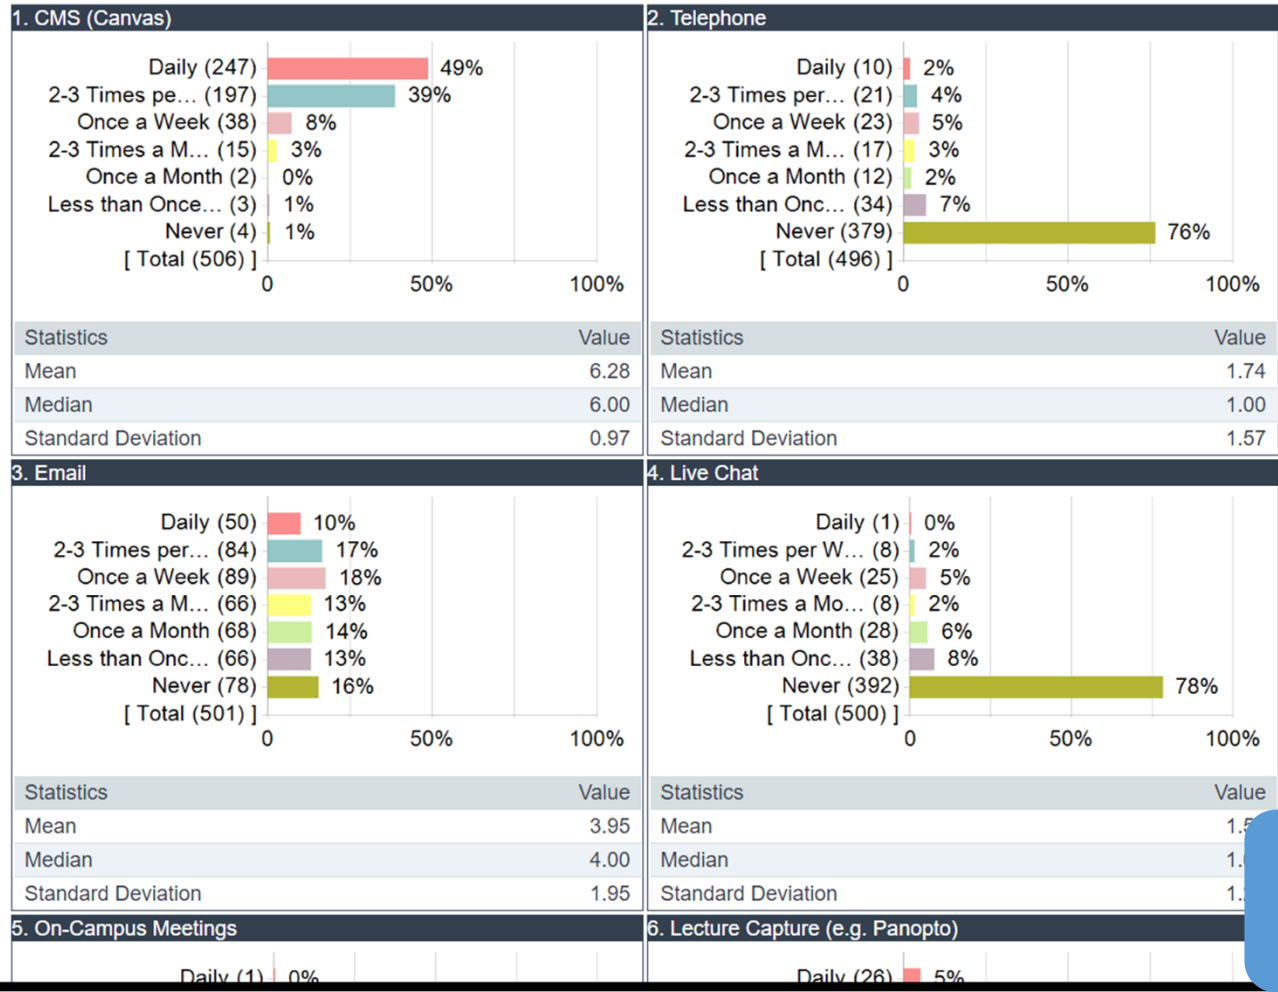 1. CMS (Canvas)
Daily (247) 49%
2-3 Times pe... (197) 39%
Once a Week (38) 8%
2-3 Times a M... (15) 3%
Once a Month (2) 0%
Less than Once... (3) 1%
Never (4) 1%
[ Total (506) ]
0 50% 100%
Statistics Value
Mean 6.28
Median 6.00
Standard Deviation 0.97
2. Telephone
Daily (10) 2%
2-3 Times per... (21) 4%
Once a Week (23) 5%
2-3 Times a M... (17) 3%
Once a Month (12) 2%
Less than Onc... (34) 7%
Never (379) 76%
[ Total (496) ]
0 50% 100%
Statistics Value
Mean 1.74
Median 1.00
Standard Deviation 1.57
3. Email
Daily (50) 10%
2-3 Times per... (84) 17%
Once a Week (89) 18%
2-3 Times a M... (66) 13%
Once a Month (68) 14%
Less than Onc... (66) 13%
Never (78) 16%
[ Total (501) ]
0 50% 100%
Statistics Value
Mean 3.95
Median 4.00
Standard Deviation 1.95
4. Live Chat
Daily (1) 0%
2-3 Times per W... (8) 2%
Once a Week (25) 5%
2-3 Times a Mo... (8) 2%
Once a Month (28) 6%
Less than Onc... (38) 8%
Never (392) 78%
[ Total (500) ]
0 50% 100%
Statistics Value
Mean
Median
Standard Deviation
5. On-Campus Meetings
Daily (1) 0%
6. Lecture Capture (e.g. Panopto)
Daily (26) 5%